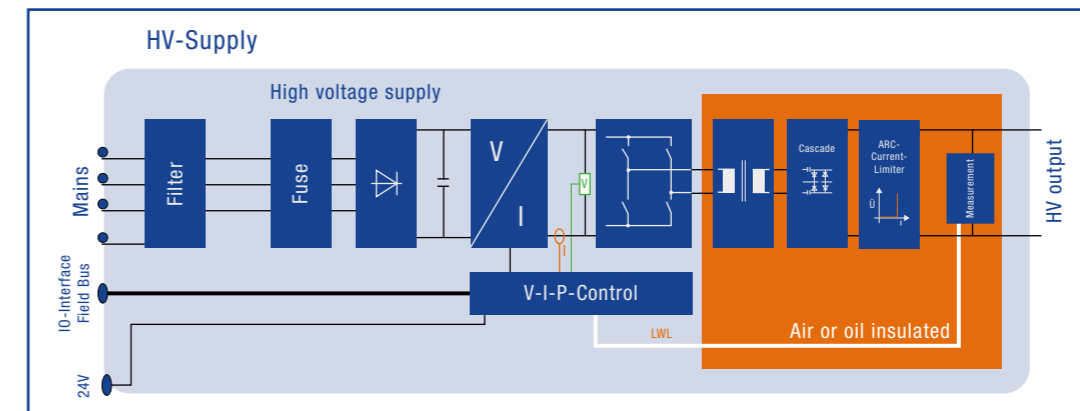 HV-Supply
High voltage supply
Mains
Filter
Fuse
V
I
V
I
Cascade
ARC-
Current-
Limiter
Ü
I
Measurement
HV output
IO-Interface
Field Bus
V-I-P-Control
LWL
Air or oil insulated
24V